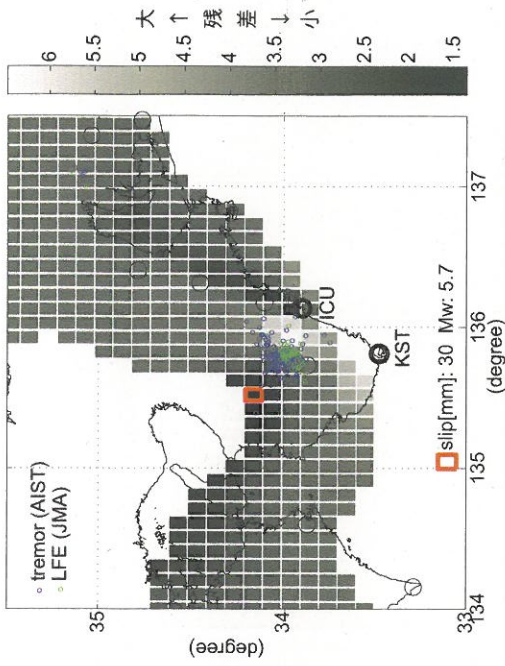 tremor (AIST)
LFE (JMA)
ICU
KST
slip[mm]: 30 Mw: 5.7
35
34
33
(degree)
134
135
136
137
(degree)
6
5.5
5
4.5
4
3.5
3
2.5
2
1.5
大
↑
残
差
↓
小